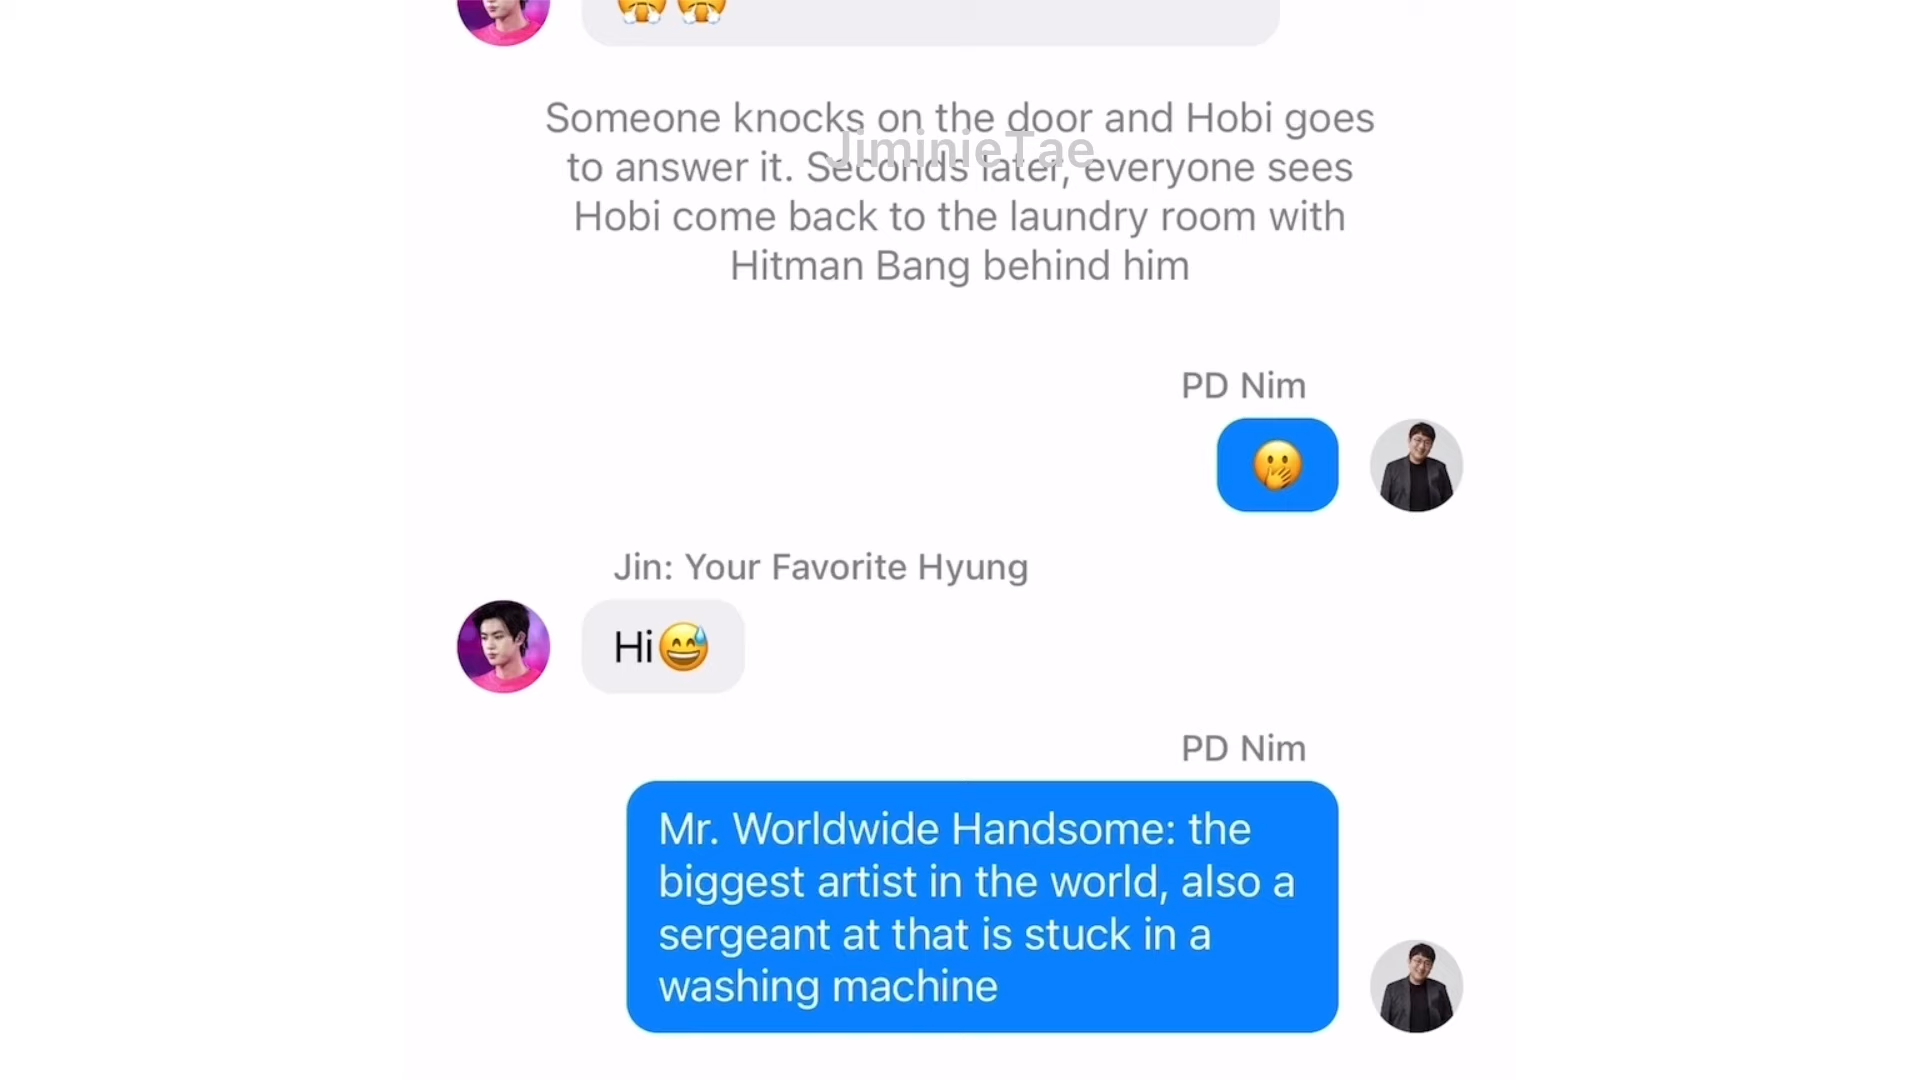 Someone knocks on the door and Hobi goes
to answer it. Seconds later, everyone sees
Hobi come back to the laundry room with
Hitman Bang behind him
JiminieTae
PD Nim
Jin: Your Favorite Hyung
Hi
PD Nim
Mr. Worldwide Handsome: the
biggest artist in the world, also a
sergeant at that is stuck in a
washing machine